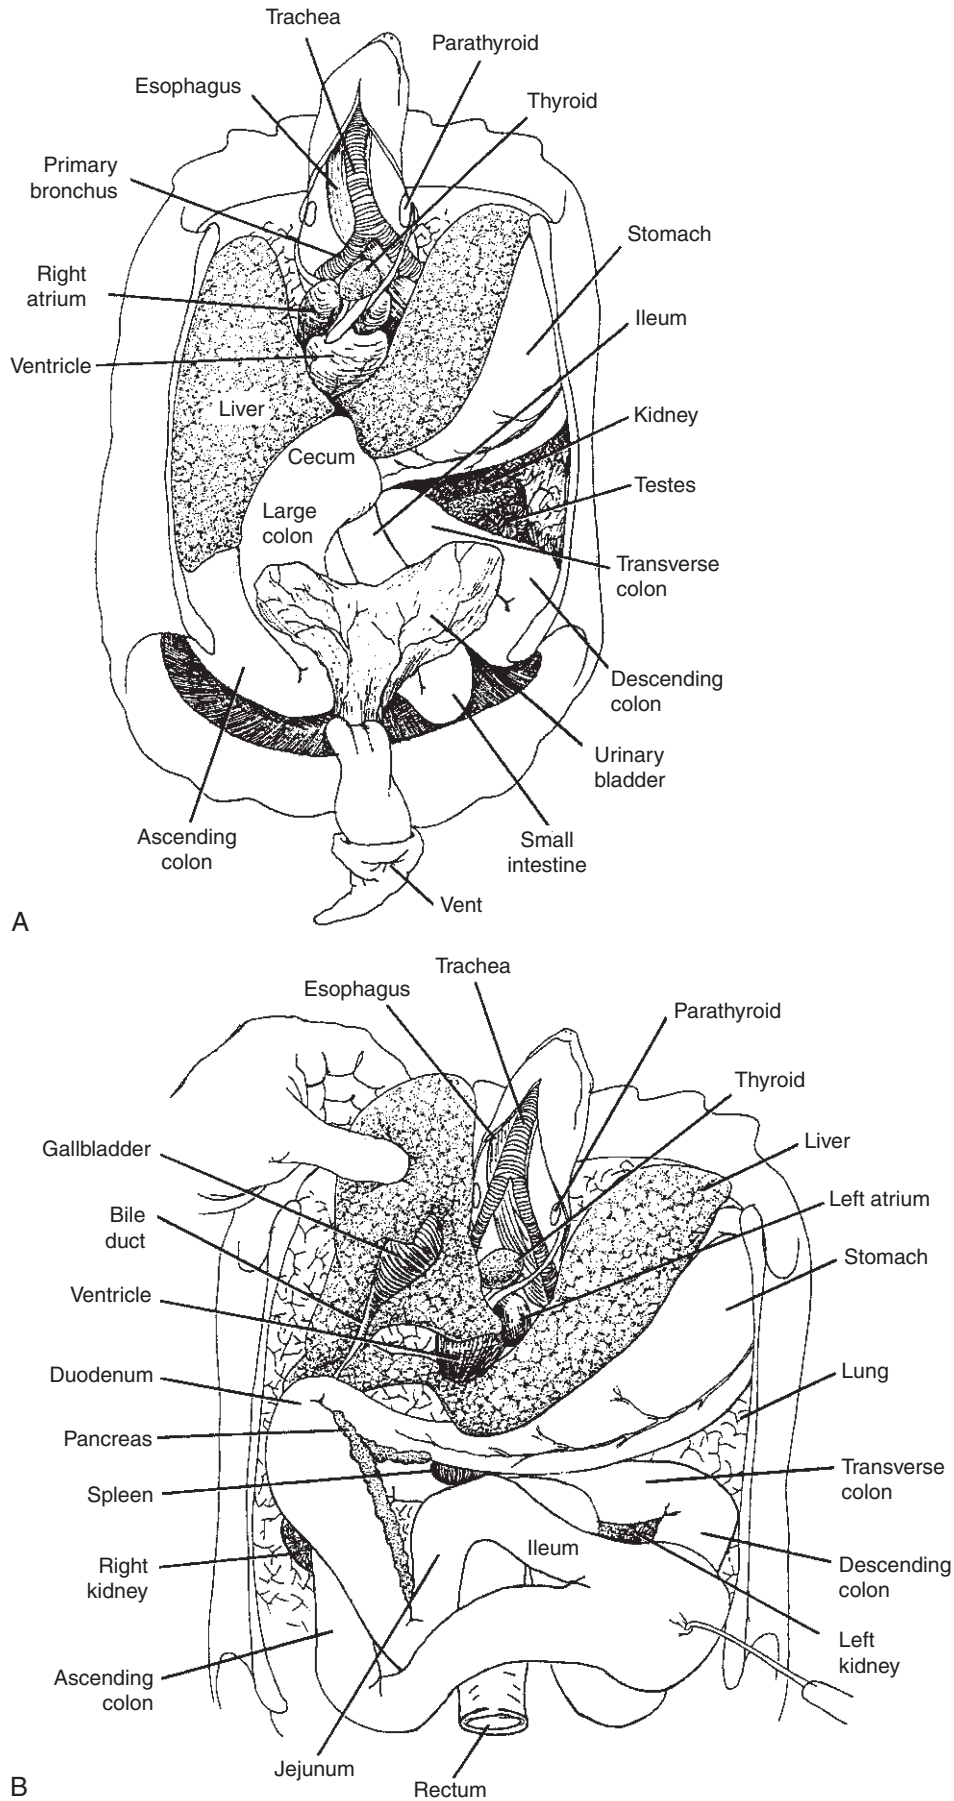 Trachea
Parathyroid
Esophagus
Thyroid
Primary
bronchus
Stomach
Right
atrium
Ileum
Ventricle
Liver
Kidney
Cecum
Testes
Large
colon
Transverse
colon
Descending
colon
Urinary
bladder
Ascending
colon
Small
intestine
Vent
A
Trachea
Esophagus
Parathyroid
Thyroid
Gallbladder
Liver
Left atrium
Bile
duct
Stomach
Ventricle
Duodenum
Lung
Pancreas
Transverse
colon
Spleen
Ileum
Right
kidney
Descending
colon
Left
kidney
Ascending
colon
Jejunum
Rectum
B